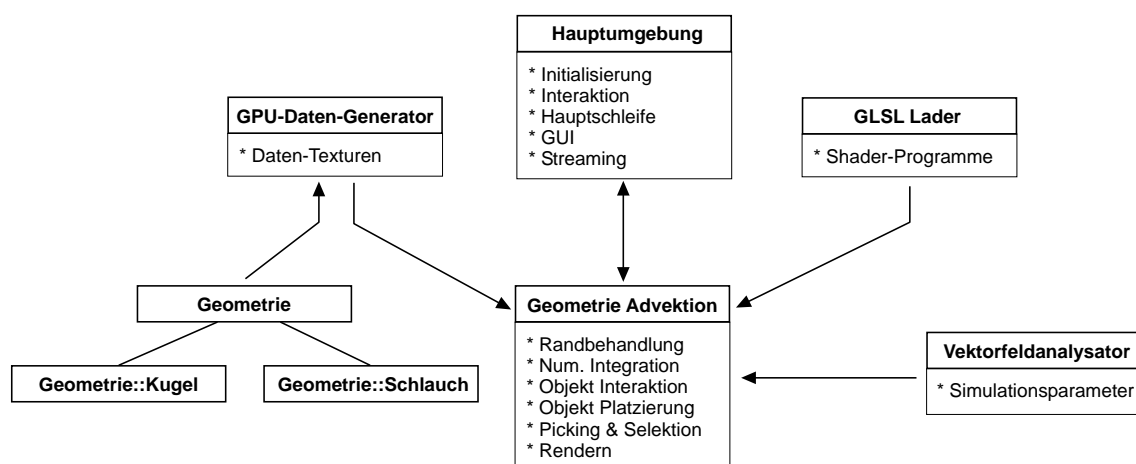 Hauptumgebung
* Initialisierung
* Interaktion
* Hauptschleife
* GUI
* Streaming
GPU-Daten-Generator
* Daten-Texturen
GLSL Lader
* Shader-Programme
Geometrie
Geometrie::Kugel
Geometrie::Schlauch
Geometrie Advektion
* Randbehandlung
* Num. Integration
* Objekt Interaktion
* Objekt Platzierung
* Picking & Selektion
* Rendern
Vektorfeldanalysator
* Simulationsparameter